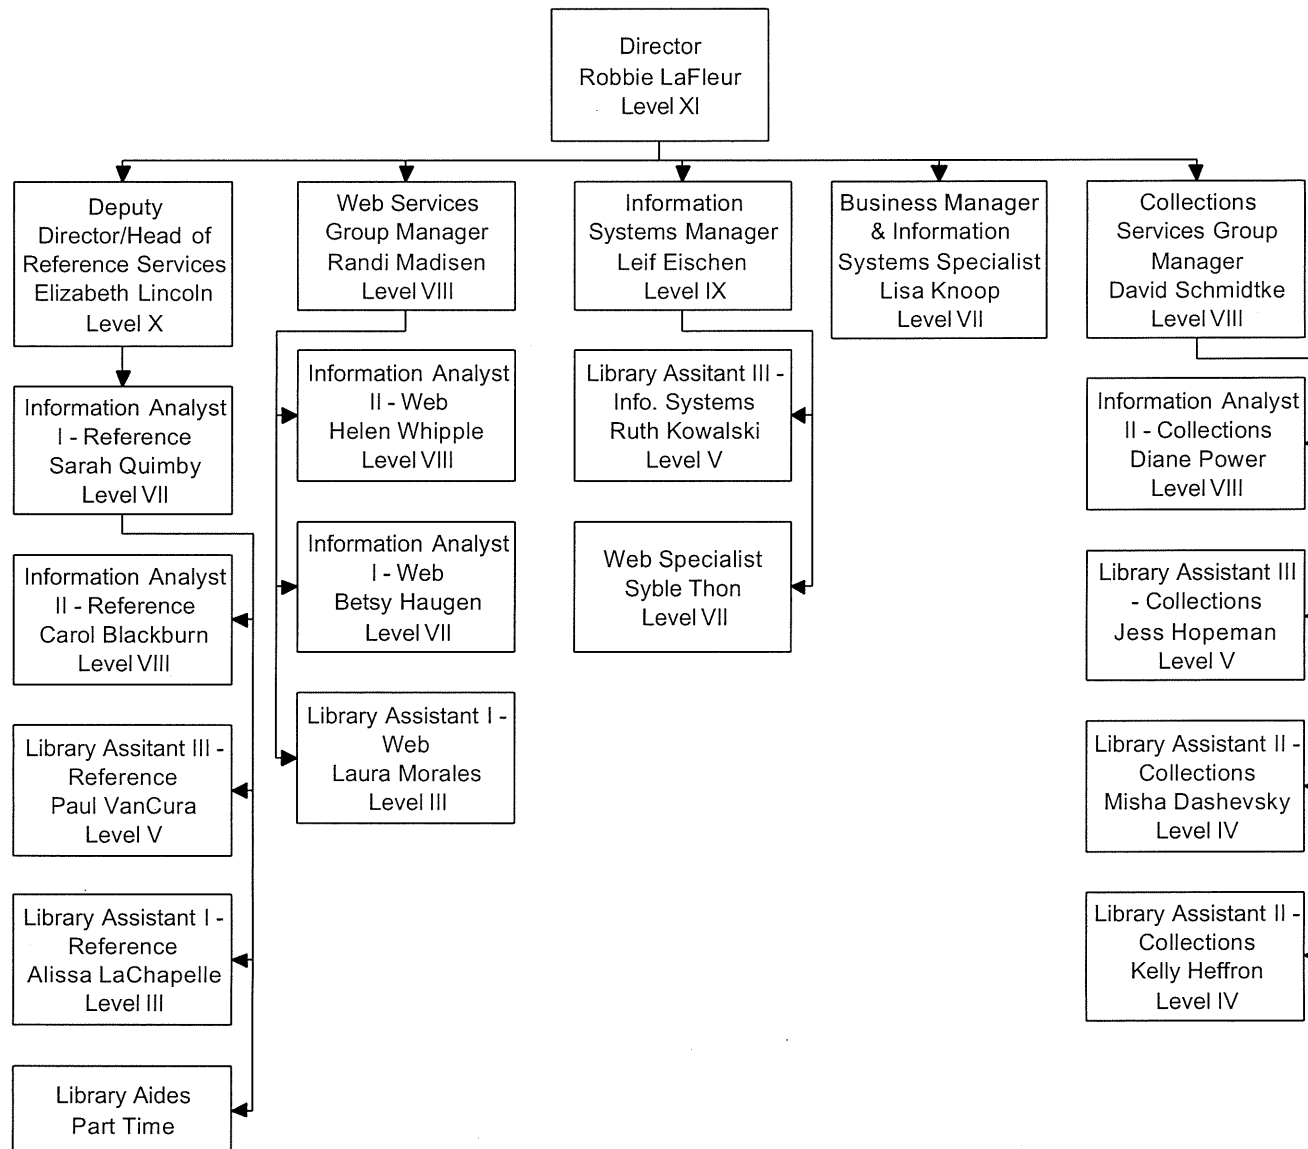 Director
Robbie LaFleur
Level XI
Deputy
Director/Head of
Reference Services
Elizabeth Lincoln
Level X
Web Services
Group Manager
Randi Madisen
Level VIII
Information
Systems Manager
Leif Eischen
Level IX
Business Manager
& Information
Systems Specialist
Lisa Knoop
Level VII
Collections
Services Group
Manager
David Schmidtke
Level VIII
Information Analyst
I - Reference
Sarah Quimby
Level VII
Information Analyst
II - Reference
Carol Blackburn
Level VIII
Library Assitant III -
Reference
Paul VanCura
Level V
Library Assistant I -
Reference
Alissa LaChapelle
Level III
Library Aides
Part Time
Information Analyst
II - Web
Helen Whipple
Level VIII
Information Analyst
I - Web
Betsy Haugen
Level VII
Library Assistant I -
Web
Laura Morales
Level III
Library Assitant III -
Info. Systems
Ruth Kowalski
Level V
Web Specialist
Syble Thon
Level VII
Information Analyst
II - Collections
Diane Power
Level VIII
Library Assistant III
- Collections
Jess Hopeman
Level V
Library Assistant II -
Collections
Misha Dashevsky
Level IV
Library Assistant II -
Collections
Kelly Heffron
Level IV